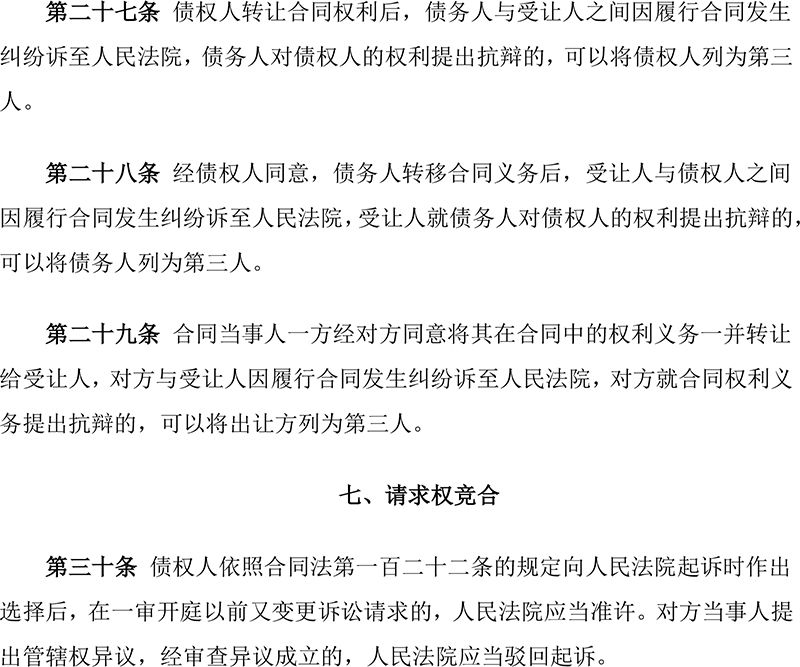 第二十七条 债权人转让合同权利后，债务人与受让人之间因履行合同发生
纠纷诉至人民法院，债务人对债权人的权利提出抗辩的，可以将债权人列为第三
人。
第二十八条 经债权人同意，债务人转移合同义务后，受让人与债权人之间
因履行合同发生纠纷诉至人民法院，受让人就债务人对债权人的权利提出抗辩的，
可以将债务人列为第三人。
第二十九条 合同当事人一方经对方同意将其在合同中的权利义务一并转让
给受让人，对方与受让人因履行合同发生纠纷诉至人民法院，对方就合同权利义
务提出抗辩的，可以将出让方列为第三人。
七、请求权竞合
第三十条 债权人依照合同法第一百二十二条的规定向人民法院起诉时作出
选择后，在一审开庭以前又变更诉讼请求的，人民法院应当准许。对方当事人提
出管辖权异议，经审查异议成立的，人民法院应当驳回起诉。